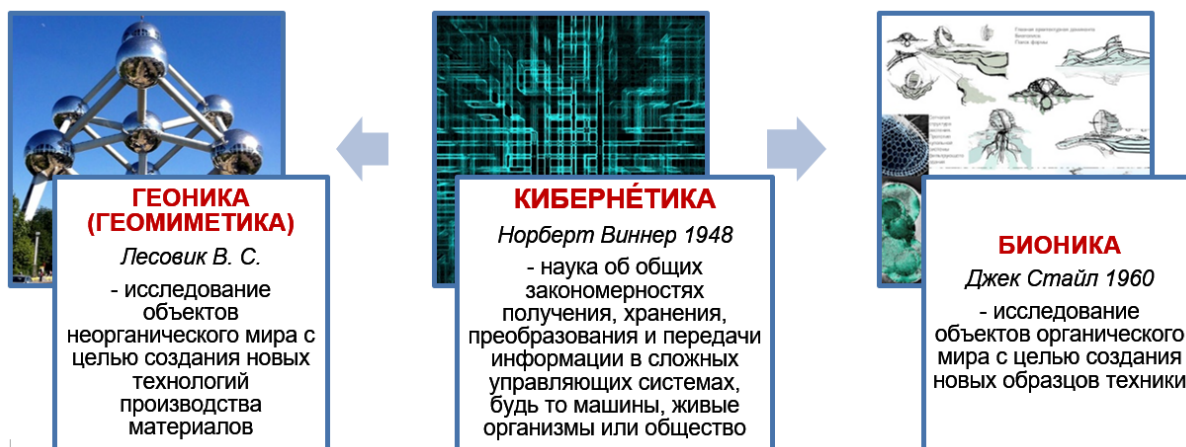 ГЕОНИКА
(ГЕОМИМЕТИКА)
Лесовик В. С.
- исследование
объектов
неорганического мира с
целью создания новых
технологий
производства
материалов
КИБЕРНЕ́ТИКА
Норберт Виннер 1948
- наука об общих
закономерностях
получения, хранения,
преобразования и передачи
информации в сложных
управляющих системах,
будь то машины, живые
организмы или общество
БИОНИКА
Джек Стайл 1960
- исследование
объектов органического
мира с целью создания
новых образцов техники